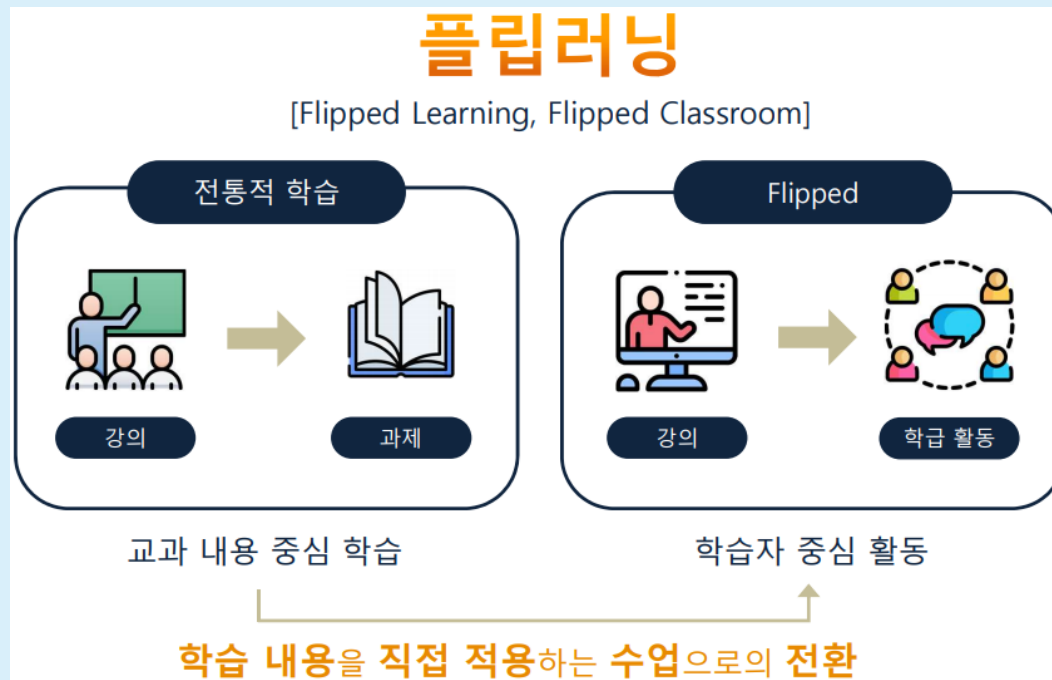 플립러닝
[Flipped Learning, Flipped Classroom]
전통적 학습
Flipped
강의
과제
강의
학급 활동
교과 내용 중심 학습
학습자 중심 활동
학습 내용을 직접 적용하는 수업으로의 전환